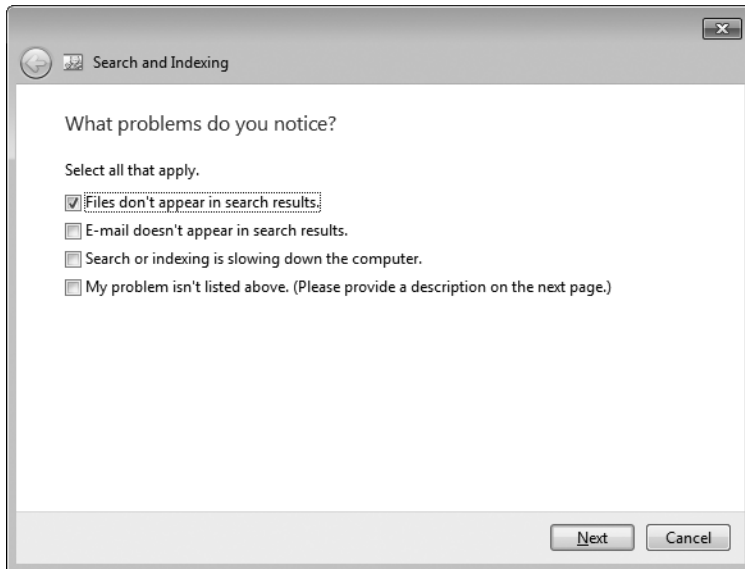 Search and Indexing
What problems do you notice?
Select all that apply.
Files don't appear in search results.
E-mail doesn't appear in search results.
Search or indexing is slowing down the computer.
My problem isn't listed above. (Please provide a description on the next page.)
Next Cancel